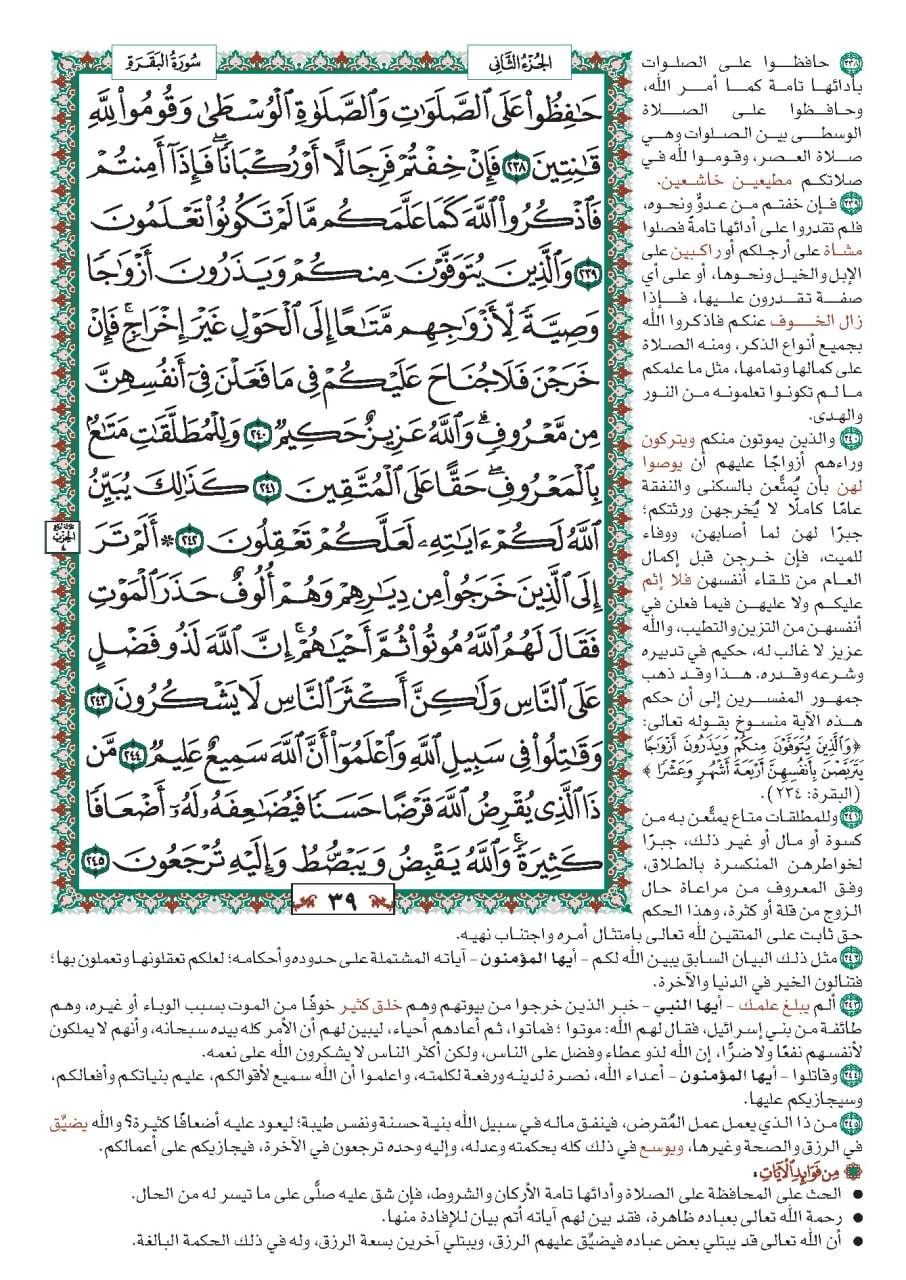 سُورَةُ البَقَرَةِ
الجُزْءُ الثَّانِي
حَٰفِظُوا۟ عَلَى ٱلصَّلَوَٰتِ وَٱلصَّلَوٰةِ ٱلْوُسْطَىٰ وَقُومُوا۟ لِلَّهِ
قَٰنِتِينَ ٢٣٨ فَإِنْ خِفْتُمْ فَرِجَالًا أَوْ رُكْبَانًا ۖ فَإِذَآ أَمِنتُمْ
فَٱذْكُرُوا۟ ٱللَّهَ كَمَا عَلَّمَكُم مَّا لَمْ تَكُونُوا۟ تَعْلَمُونَ
٢٣٩ وَٱلَّذِينَ يُتَوَفَّوْنَ مِنكُمْ وَيَذَرُونَ أَزْوَٰجًا
وَصِيَّةً لِّأَزْوَٰجِهِم مَّتَٰعًا إِلَى ٱلْحَوْلِ غَيْرَ إِخْرَاجٍ ۚ فَإِنْ
خَرَجْنَ فَلَا جُنَاحَ عَلَيْكُمْ فِى مَا فَعَلْنَ فِىٓ أَنفُسِهِنَّ
مِن مَّعْرُوفٍ ۗ وَٱللَّهُ عَزِيزٌ حَكِيمٌ ٢٤٠ وَلِلْمُطَلَّقَٰتِ مَتَٰعٌۢ
بِٱلْمَعْرُوفِ ۖ حَقًّا عَلَى ٱلْمُتَّقِينَ ٢٤١ كَذَٰلِكَ يُبَيِّنُ
ٱللَّهُ لَكُمْ ءَايَٰتِهِۦ لَعَلَّكُمْ تَعْقِلُونَ ٢٤٢ * أَلَمْ تَرَ
إِلَى ٱلَّذِينَ خَرَجُوا۟ مِن دِيَٰرِهِمْ وَهُمْ أُلُوفٌ حَذَرَ ٱلْمَوْتِ
فَقَالَ لَهُمُ ٱللَّهُ مُوتُوا۟ ثُمَّ أَحْيَٰهُمْ ۚ إِنَّ ٱللَّهَ لَذُو فَضْلٍ
عَلَى ٱلنَّاسِ وَلَٰكِنَّ أَكْثَرَ ٱلنَّاسِ لَا يَشْكُرُونَ ٢٤٣
وَقَٰتِلُوا۟ فِى سَبِيلِ ٱللَّهِ وَٱعْلَمُوٓا۟ أَنَّ ٱللَّهَ سَمِيعٌ عَلِيمٌ ٢٤٤ مَّن
ذَا ٱلَّذِى يُقْرِضُ ٱللَّهَ قَرْضًا حَسَنًا فَيُضَٰعِفَهُۥ لَهُۥٓ أَضْعَافًا
كَثِيرَةً ۚ وَٱللَّهُ يَقْبِضُ وَيَبْصُۜطُ وَإِلَيْهِ تُرْجَعُونَ ٢٤٥
٣٩
٢٣٨ حافظوا على الصلوات
بأدائها تامة كما أمر الله،
وحافظوا على الصلاة
الوسطى بين الصلوات وهي
صلاة العصر، وقوموا لله في
صلاتكم مطيعين خاشعين.
٢٣٩ فإن خفتم من عدوٍّ ونحوه،
فلم تقدروا على أدائها تامةً فصلوا
مشاة على أرجلكم أو راكبين على
الإبل والخيل ونحوها، أو على أي
صفة تقدرون عليها، فإذا
زال الخوف عنكم فاذكروا الله
بجميع أنواع الذكر، ومنه الصلاة
على كمالها وتمامها، مثل ما علمكم
ما لم تكونوا تعلمونه من النور
والهدى.
٢٤٠ والذين يموتون منكم ويتركون
وراءهم أزواجًا عليهم أن يوصوا
لهن بأن يُمتَّعن بالسكنى والنفقة
عامًا كاملًا لا يُخرجهن ورثتكم؛
جبرًا لهن لما أصابهن، ووفاء
للميت، فإن خرجن قبل إكمال
العام من تلقاء أنفسهن فلا إثم
عليكم ولا عليهن فيما فعلن في
أنفسهن من التزين والتطيب، والله
عزيز لا غالب له، حكيم في تدبيره
وشرعه وقدره. هذا وقد ذهب
جمهور المفسرين إلى أن حكم
هذه الآية منسوخ بقوله تعالى:
﴿وَٱلَّذِينَ يُتَوَفَّوْنَ مِنكُمْ وَيَذَرُونَ أَزْوَٰجًا
يَتَرَبَّصْنَ بِأَنفُسِهِنَّ أَرْبَعَةَ أَشْهُرٍ وَعَشْرًا﴾
(البقرة: ٢٣٤).
٢٤١ وللمطلقات متاع يمتَّعن به من
كسوة أو مال أو غير ذلك، جبرًا
لخواطرهن المنكسرة بالطلاق،
وفق المعروف من مراعاة حال
الزوج من قلة أو كثرة، وهذا الحكم
حق ثابت على المتقين لله تعالى بامتثال أمره واجتناب نهيه.
٢٤٢ مثل ذلك البيان السابق يبين الله لكم - أيها المؤمنون - آياته المشتملة على حدوده وأحكامه؛ لعلكم تعقلونها وتعملون بها؛
فتنالون الخير في الدنيا والآخرة.
٢٤٣ ألم يبلغ علمك - أيها النبي - خبر الذين خرجوا من بيوتهم وهم خلق كثير خوفًا من الموت بسبب الوباء أو غيره، وهم
طائفة من بني إسرائيل، فقال لهم الله: موتوا؛ فماتوا، ثم أعادهم أحياء، ليبين لهم أن الأمر كله بيده سبحانه، وأنهم لا يملكون
لأنفسهم نفعًا ولا ضرًّا، إن الله لذو عطاء وفضل على الناس، ولكن أكثر الناس لا يشكرون الله على نعمه.
٢٤٤ وقاتلوا - أيها المؤمنون - أعداء الله، نصرة لدينه ورفعة لكلمته، واعلموا أن الله سميع لأقوالكم، عليم بنياتكم وأفعالكم،
وسيجازيكم عليها.
٢٤٥ من ذا الذي يعمل عمل المُقرض، فينفق ماله في سبيل الله بنية حسنة ونفس طيبة؛ ليعود عليه أضعافًا كثيرة؟ والله يضيِّق
في الرزق والصحة وغيرها، ويوسع في ذلك كله بحكمته وعدله، وإليه وحده ترجعون في الآخرة، فيجازيكم على أعمالكم.
مِن فَوَائِدِ الآيَاتِ:
• الحث على المحافظة على الصلاة وأدائها تامة الأركان والشروط، فإن شق عليه صلَّى على ما تيسر له من الحال.
• رحمة الله تعالى بعباده ظاهرة، فقد بين لهم آياته أتم بيان للإفادة منها.
• أن الله تعالى قد يبتلي بعض عباده فيضيِّق عليهم الرزق، ويبتلي آخرين بسعة الرزق، وله في ذلك الحكمة البالغة.